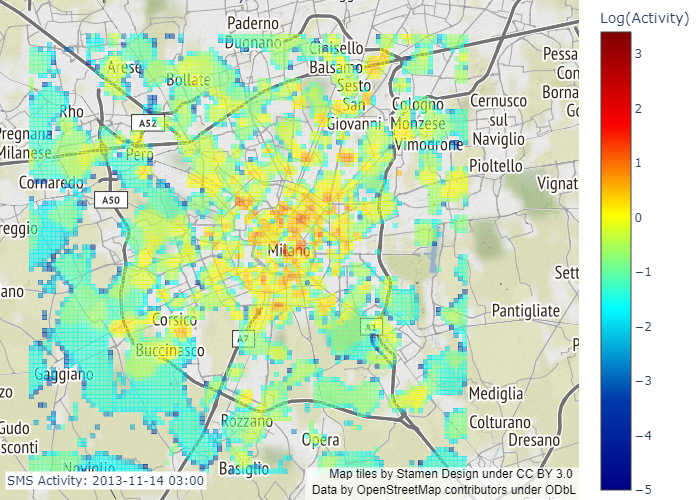 Log(Activity)
Paderno
Dugnano
Cinisello
Balsamo
Arese
Bollate
Sesto
San
Giovanni
Cologno
Monzese
Cernusco
sul
Naviglio
Rho
A52
Pregnana
Milanese
Pero
Vimodrone
Pioltello
Cornaredo
A50
Vignat
reggio
Milano
Sett
ano
Pantigliate
Corsico
A7
A1
Buccinasco
Gaggiano
Mediglia
Rozzano
Colturano
Dresano
Opera
Gudo
sconti
zo
Noviglio
Basiglio
Pessa
Con
Borna
Go
P
3
2
1
0
−1
−2
−3
−4
−5
SMS Activity: 2013-11-14 03:00
Map tiles by Stamen Design under CC BY 3.0
Data by OpenStreetMap contributors under ODbL